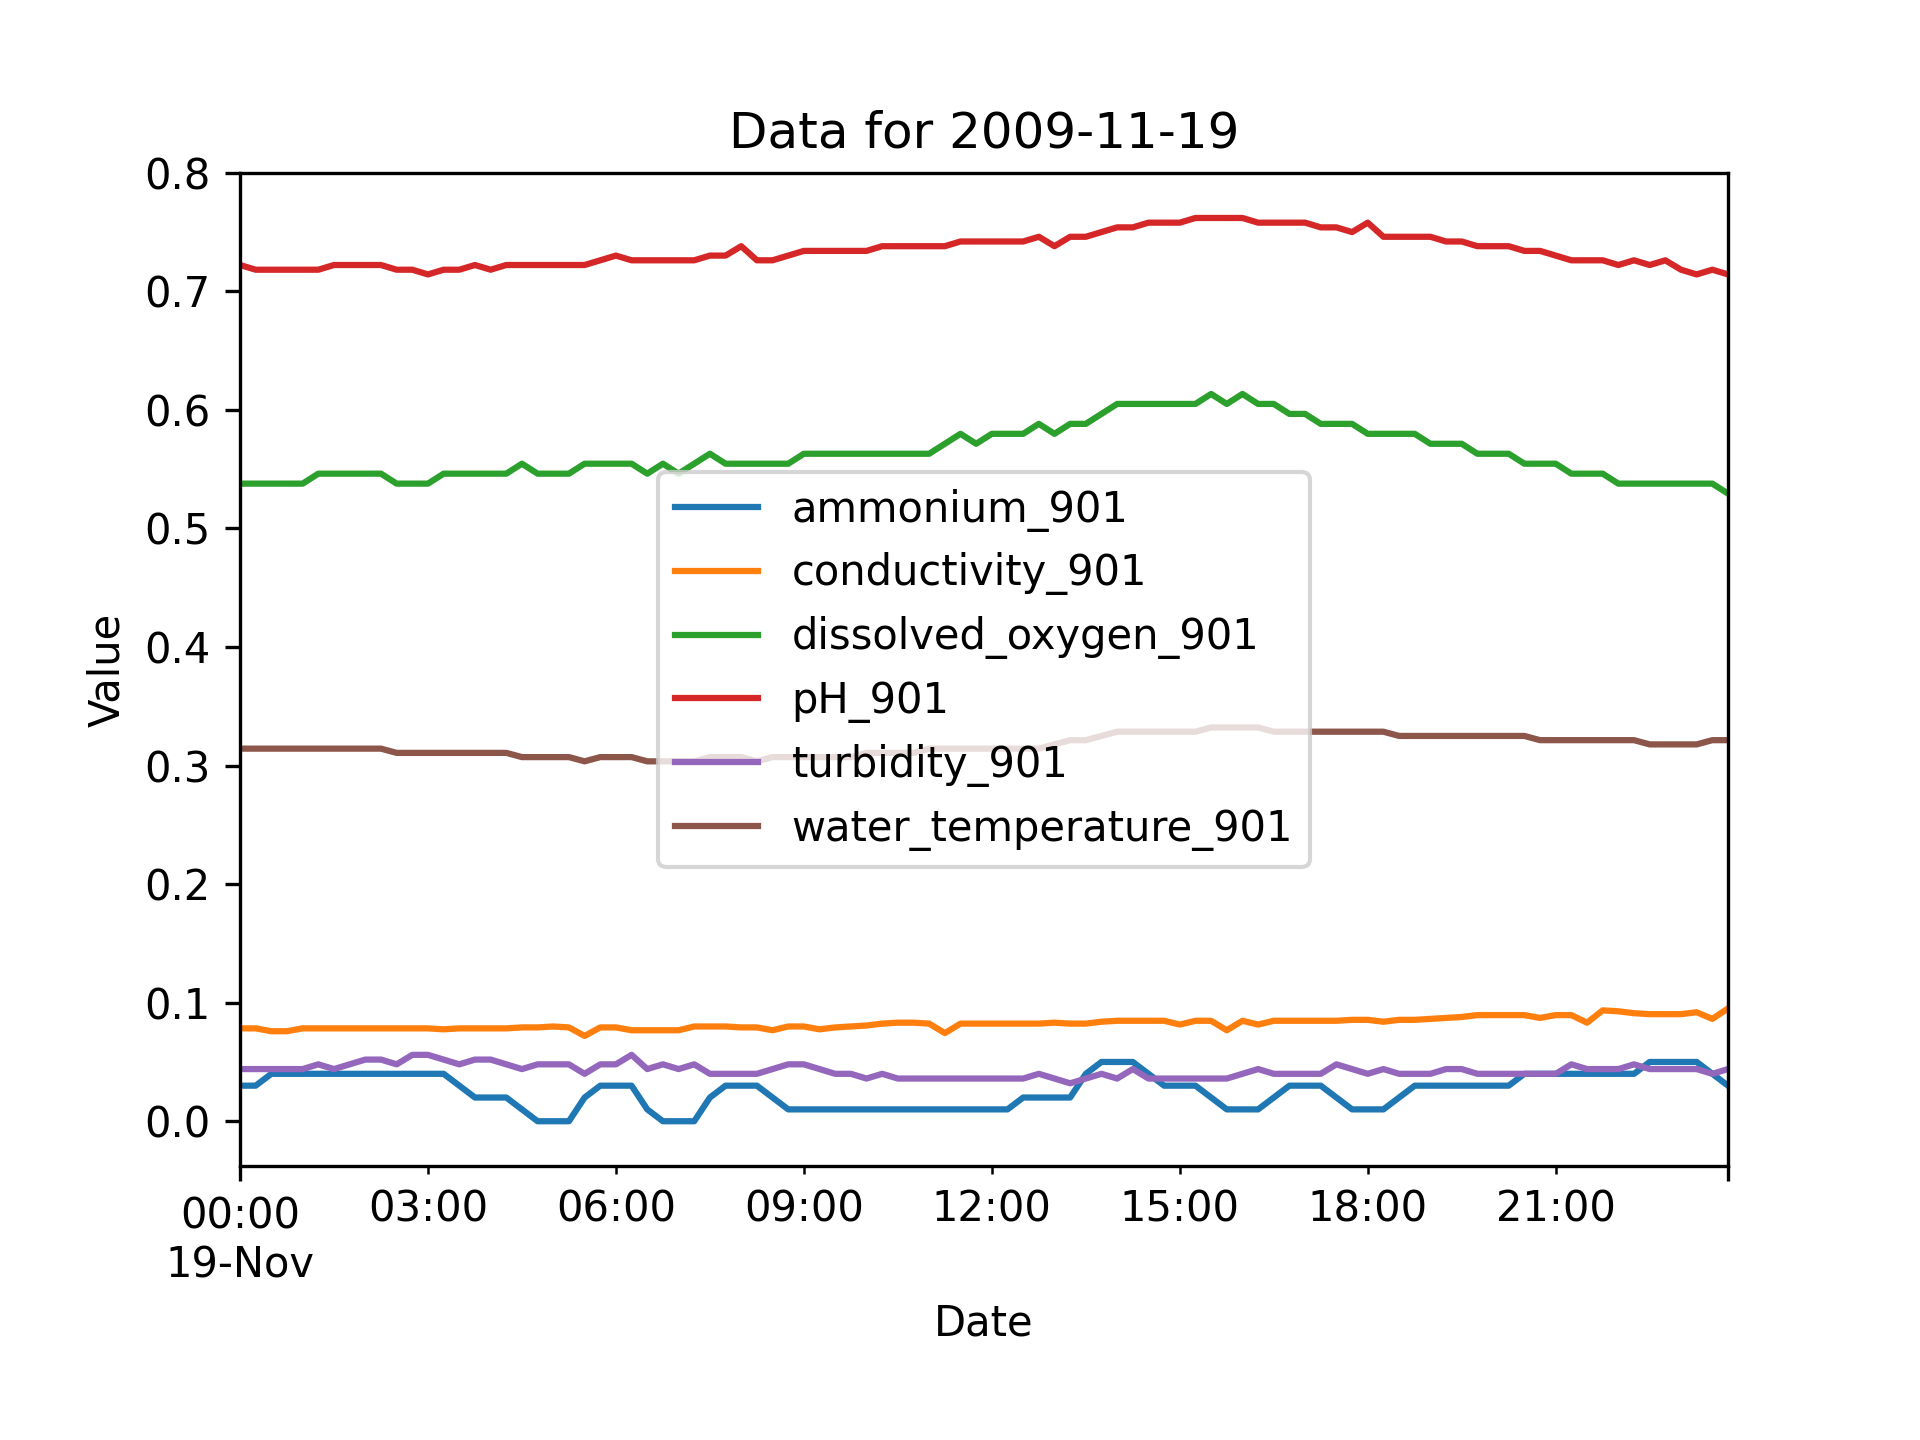 Data for 2009-11-19
0.8
0.7
0.6
0.5
0.4
0.3
0.2
0.1
0.0
Value
ammonium_901
conductivity_901
dissolved_oxygen_901
pH_901
turbidity_901
water_temperature_901
00:00 03:00 06:00 09:00 12:00 15:00 18:00 21:00
19-Nov
Date